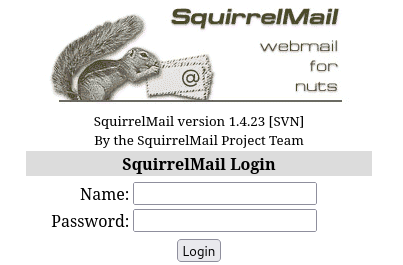 SquirrelMail
webmail
for
nuts
@
SquirrelMail version 1.4.23 [SVN]
By the SquirrelMail Project Team
SquirrelMail Login
Name:
Password:
Login